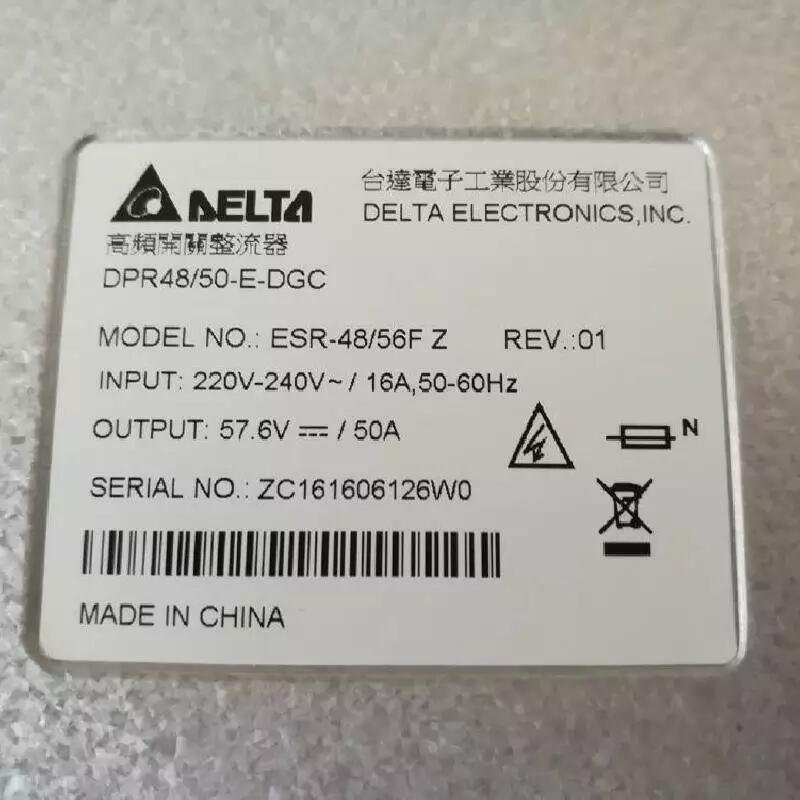 DELTA
台達電子工業股份有限公司
DELTA ELECTRONICS,INC.
高頻開關整流器
DPR48/50-E-DGC
MODEL NO.: ESR-48/56F Z REV.:01
INPUT: 220V-240V~ / 16A,50-60Hz
OUTPUT: 57.6V ⎓ / 50A
N
SERIAL NO.: ZC161606126W0
MADE IN CHINA